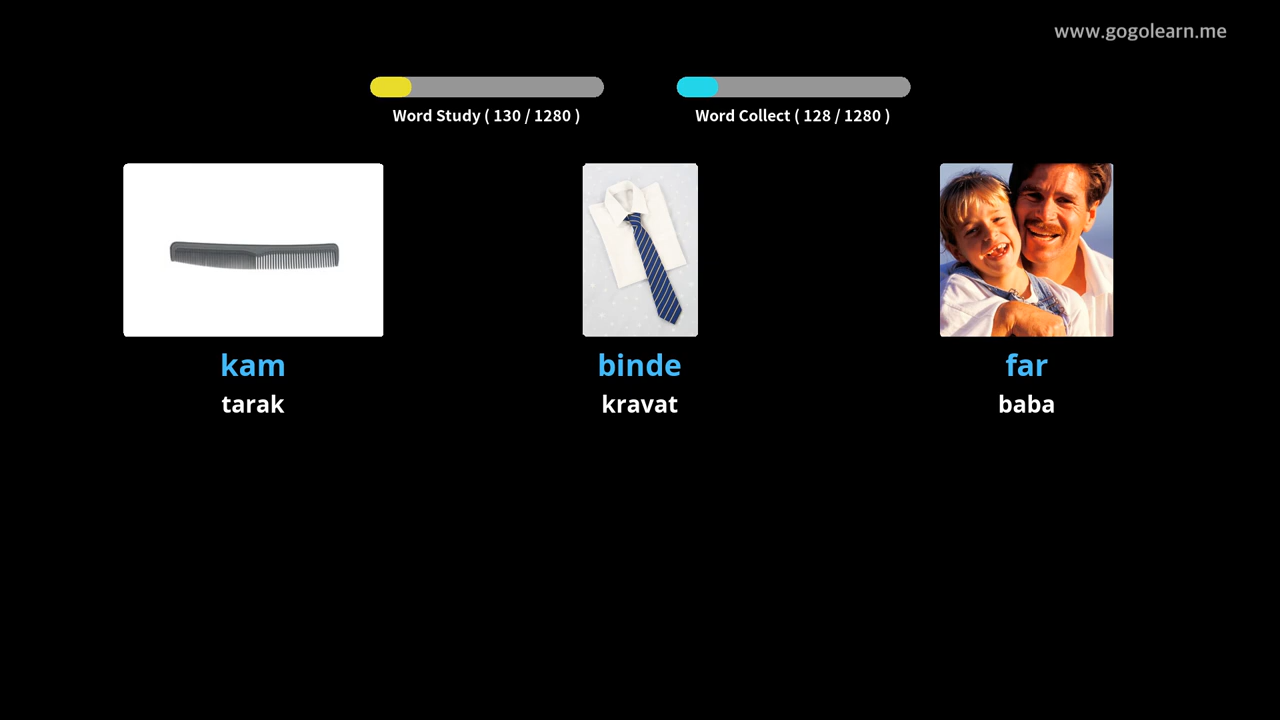 www.gogolearn.me
Word Study ( 130 / 1280 )
Word Collect ( 128 / 1280 )
kam
tarak
binde
kravat
far
baba